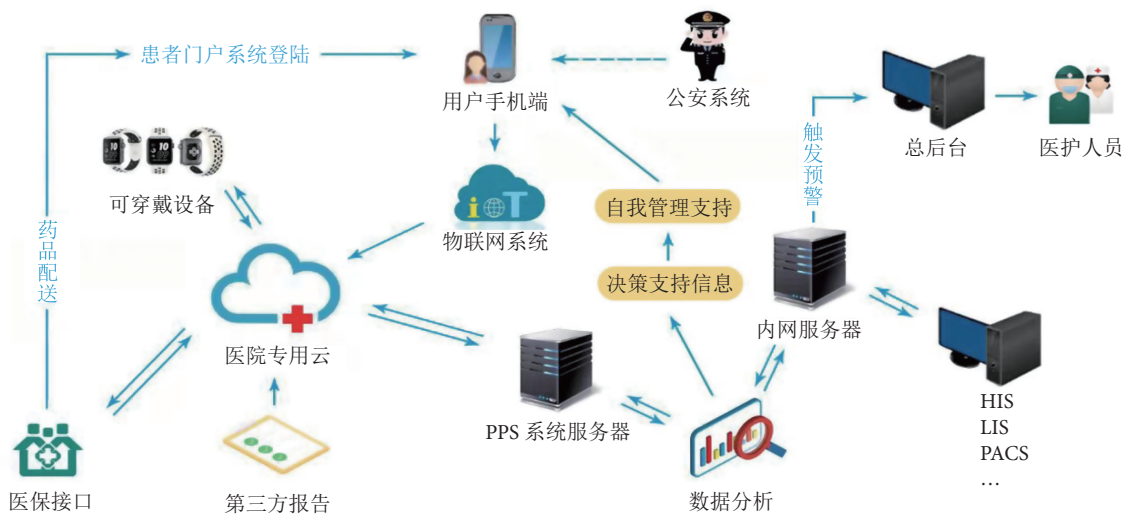 患者门户系统登陆
用户手机端
公安系统
总后台
医护人员
触发预警
可穿戴设备
药品配送
iOT
物联网系统
自我管理支持
决策支持信息
医院专用云
内网服务器
PPS 系统服务器
HIS
LIS
PACS
…
医保接口
第三方报告
数据分析